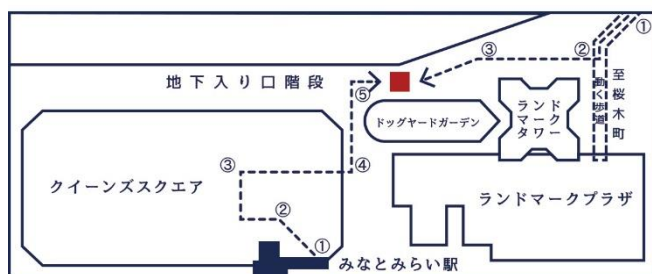 ①
②
③
地下入り口階段
⑤
至桜木町
動く歩道
ランド
マーク
タワー
ドッグヤードガーデン
③
④
クイーンズスクエア
②
ランドマークプラザ
①
みなとみらい駅